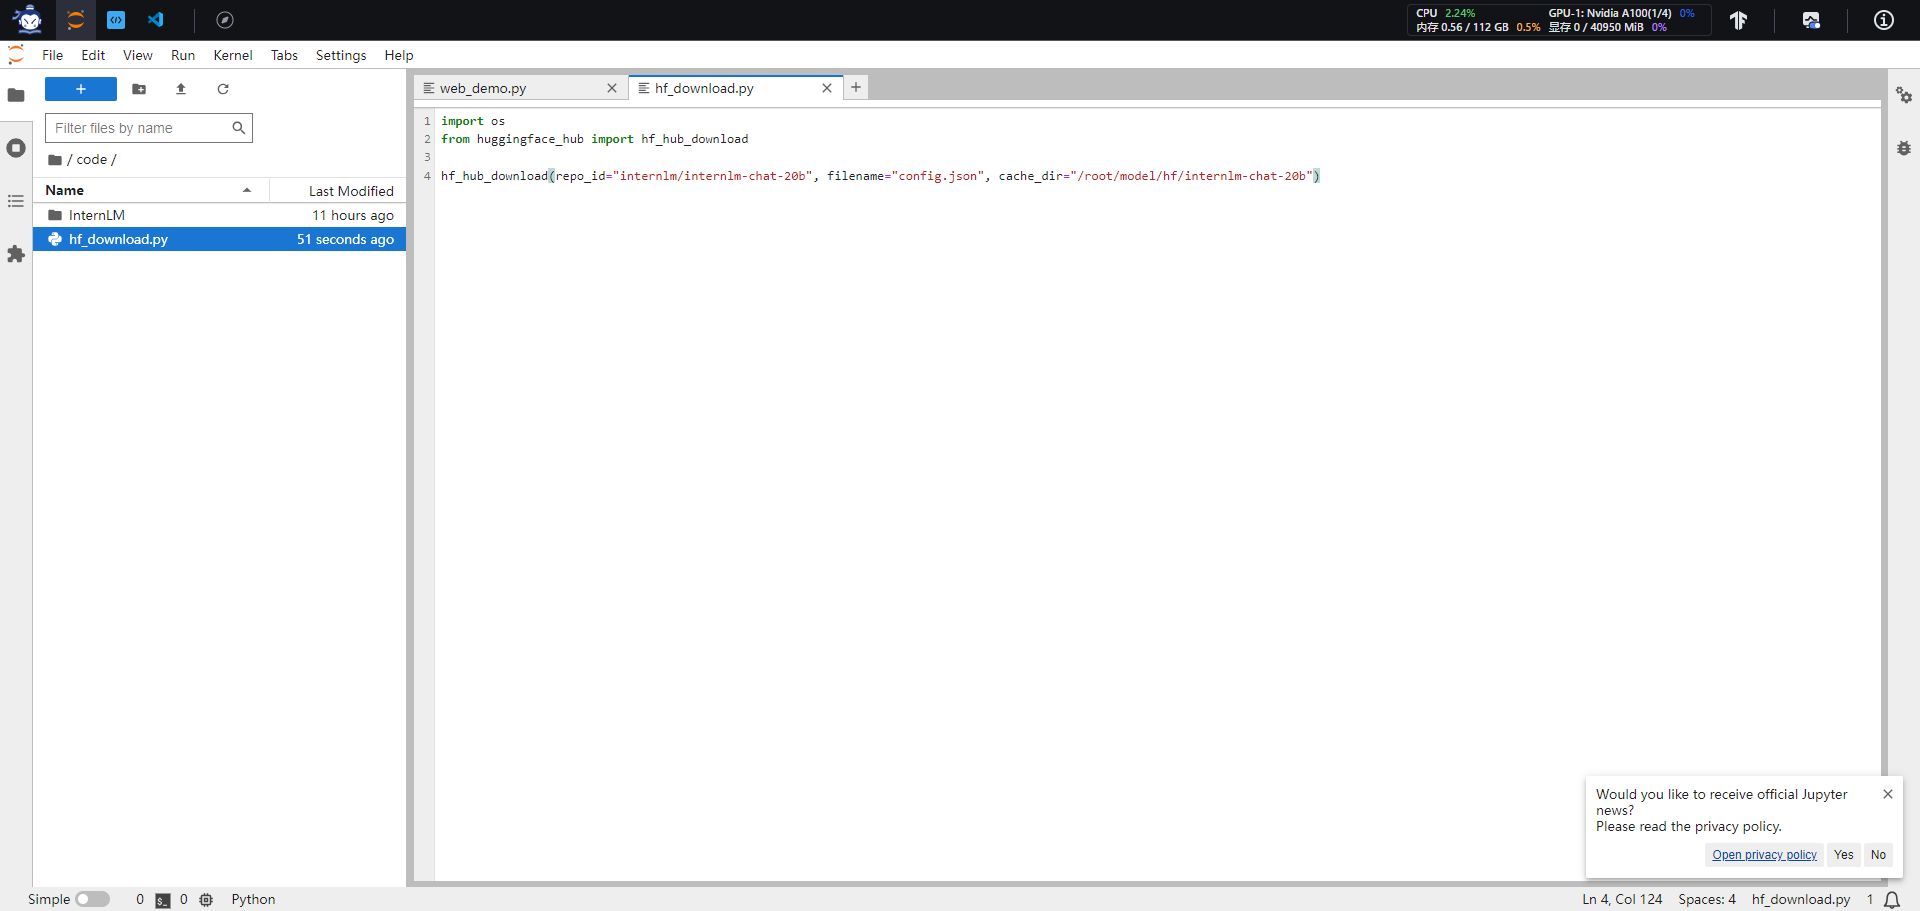 CPU 2.24% GPU-1: Nvidia A100(1/4) 0%
内存 0.56 / 112 GB 0.5% 显存 0 / 40950 MiB 0%
File Edit View Run Kernel Tabs Settings Help
Filter files by name
/ code /
Name Last Modified
InternLM 11 hours ago
hf_download.py 51 seconds ago
web_demo.py hf_download.py
1 import os
2 from huggingface_hub import hf_hub_download
3
4 hf_hub_download(repo_id="internlm/internlm-chat-20b", filename="config.json", cache_dir="/root/model/hf/internlm-chat-20b")
Would you like to receive official Jupyter
news?
Please read the privacy policy.
Open privacy policy Yes No
Simple 0 0 Python Ln 4, Col 124 Spaces: 4 hf_download.py 1